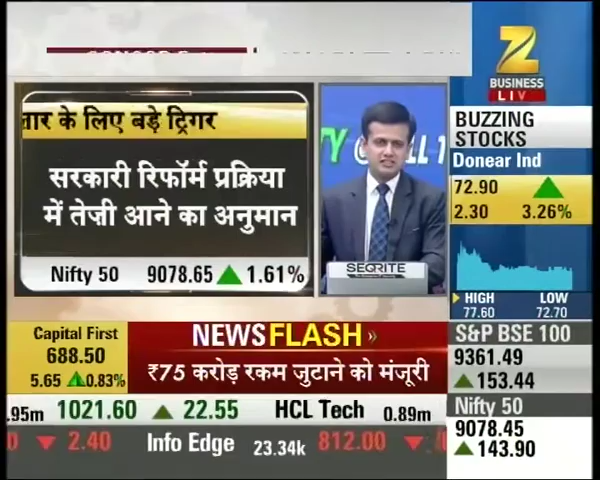 ZEE
BUSINESS
LIVE
तार के लिए बड़े ट्रिगर
सरकारी रिफॉर्म प्रक्रिया
में तेज़ी आने का अनुमान
Nifty 50 9078.65 1.61%
SEQRITE
BUZZING
STOCKS
Donear Ind
72.90
2.30 3.26%
HIGH LOW
77.60 72.70
Capital First
688.50
5.65 0.83%
NEWSFLASH
₹75 करोड़ रकम जुटाने को मंजूरी
S&P BSE 100
9361.49
153.44
Nifty 50
9078.45
143.90
.95m 1021.60 22.55 HCL Tech 0.89m
0 2.40 Info Edge 23.34k 812.00